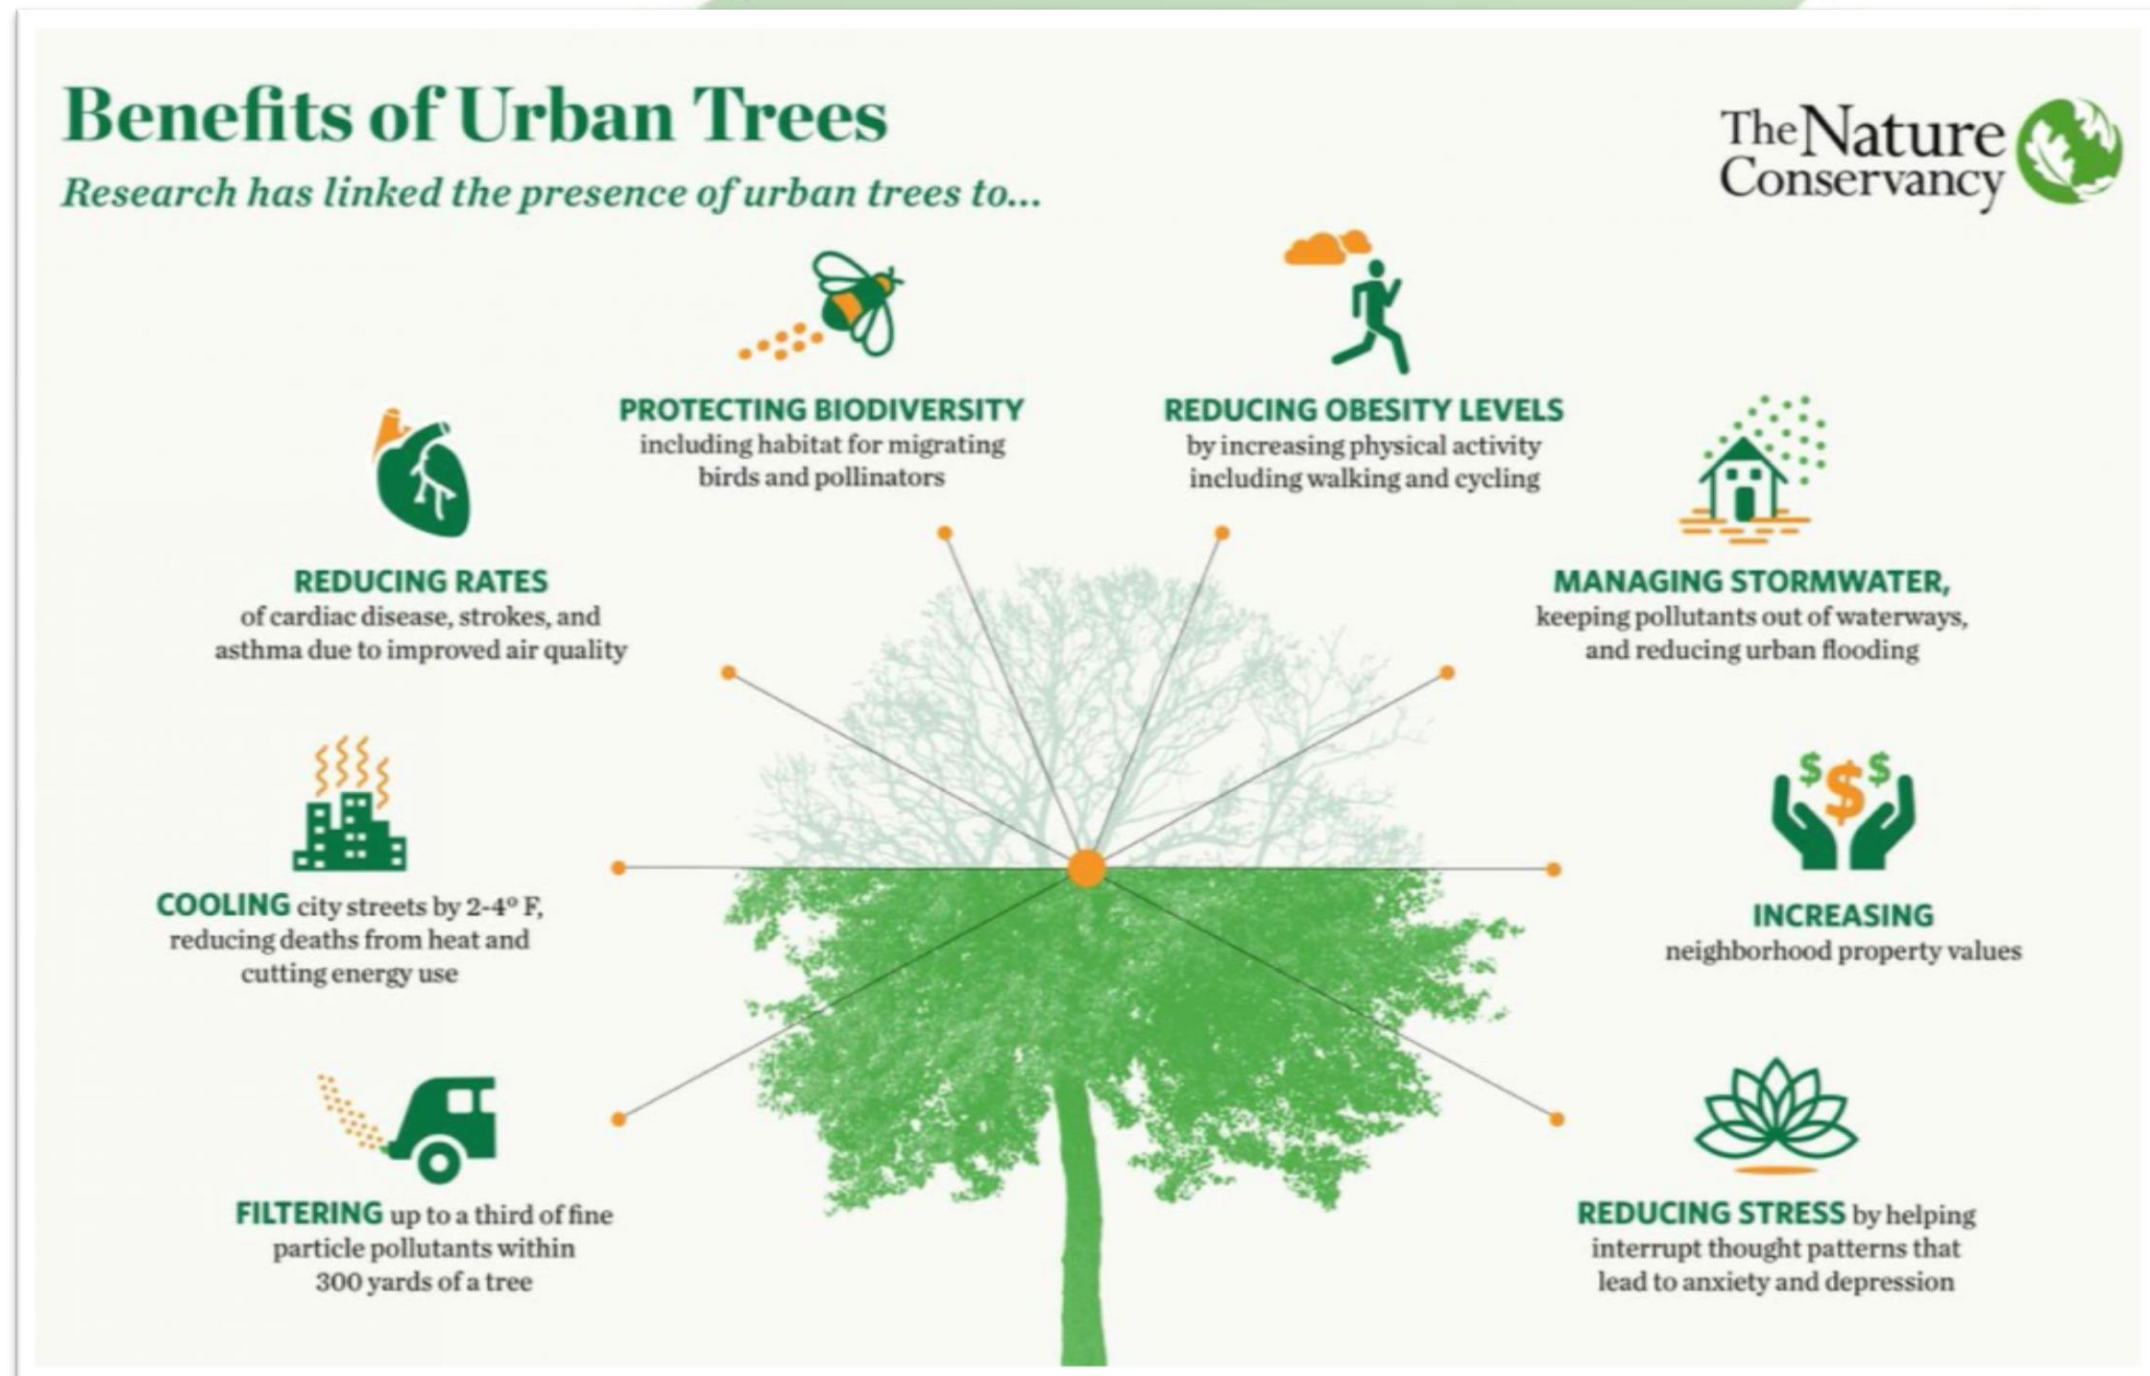 Benefits of Urban Trees
Research has linked the presence of urban trees to...
The Nature
Conservancy
PROTECTING BIODIVERSITY
including habitat for migrating
birds and pollinators
REDUCING OBESITY LEVELS
by increasing physical activity
including walking and cycling
REDUCING RATES
of cardiac disease, strokes, and
asthma due to improved air quality
MANAGING STORMWATER,
keeping pollutants out of waterways,
and reducing urban flooding
COOLING city streets by 2-4º F,
reducing deaths from heat and
cutting energy use
$ $ $
INCREASING
neighborhood property values
FILTERING up to a third of fine
particle pollutants within
300 yards of a tree
REDUCING STRESS by helping
interrupt thought patterns that
lead to anxiety and depression